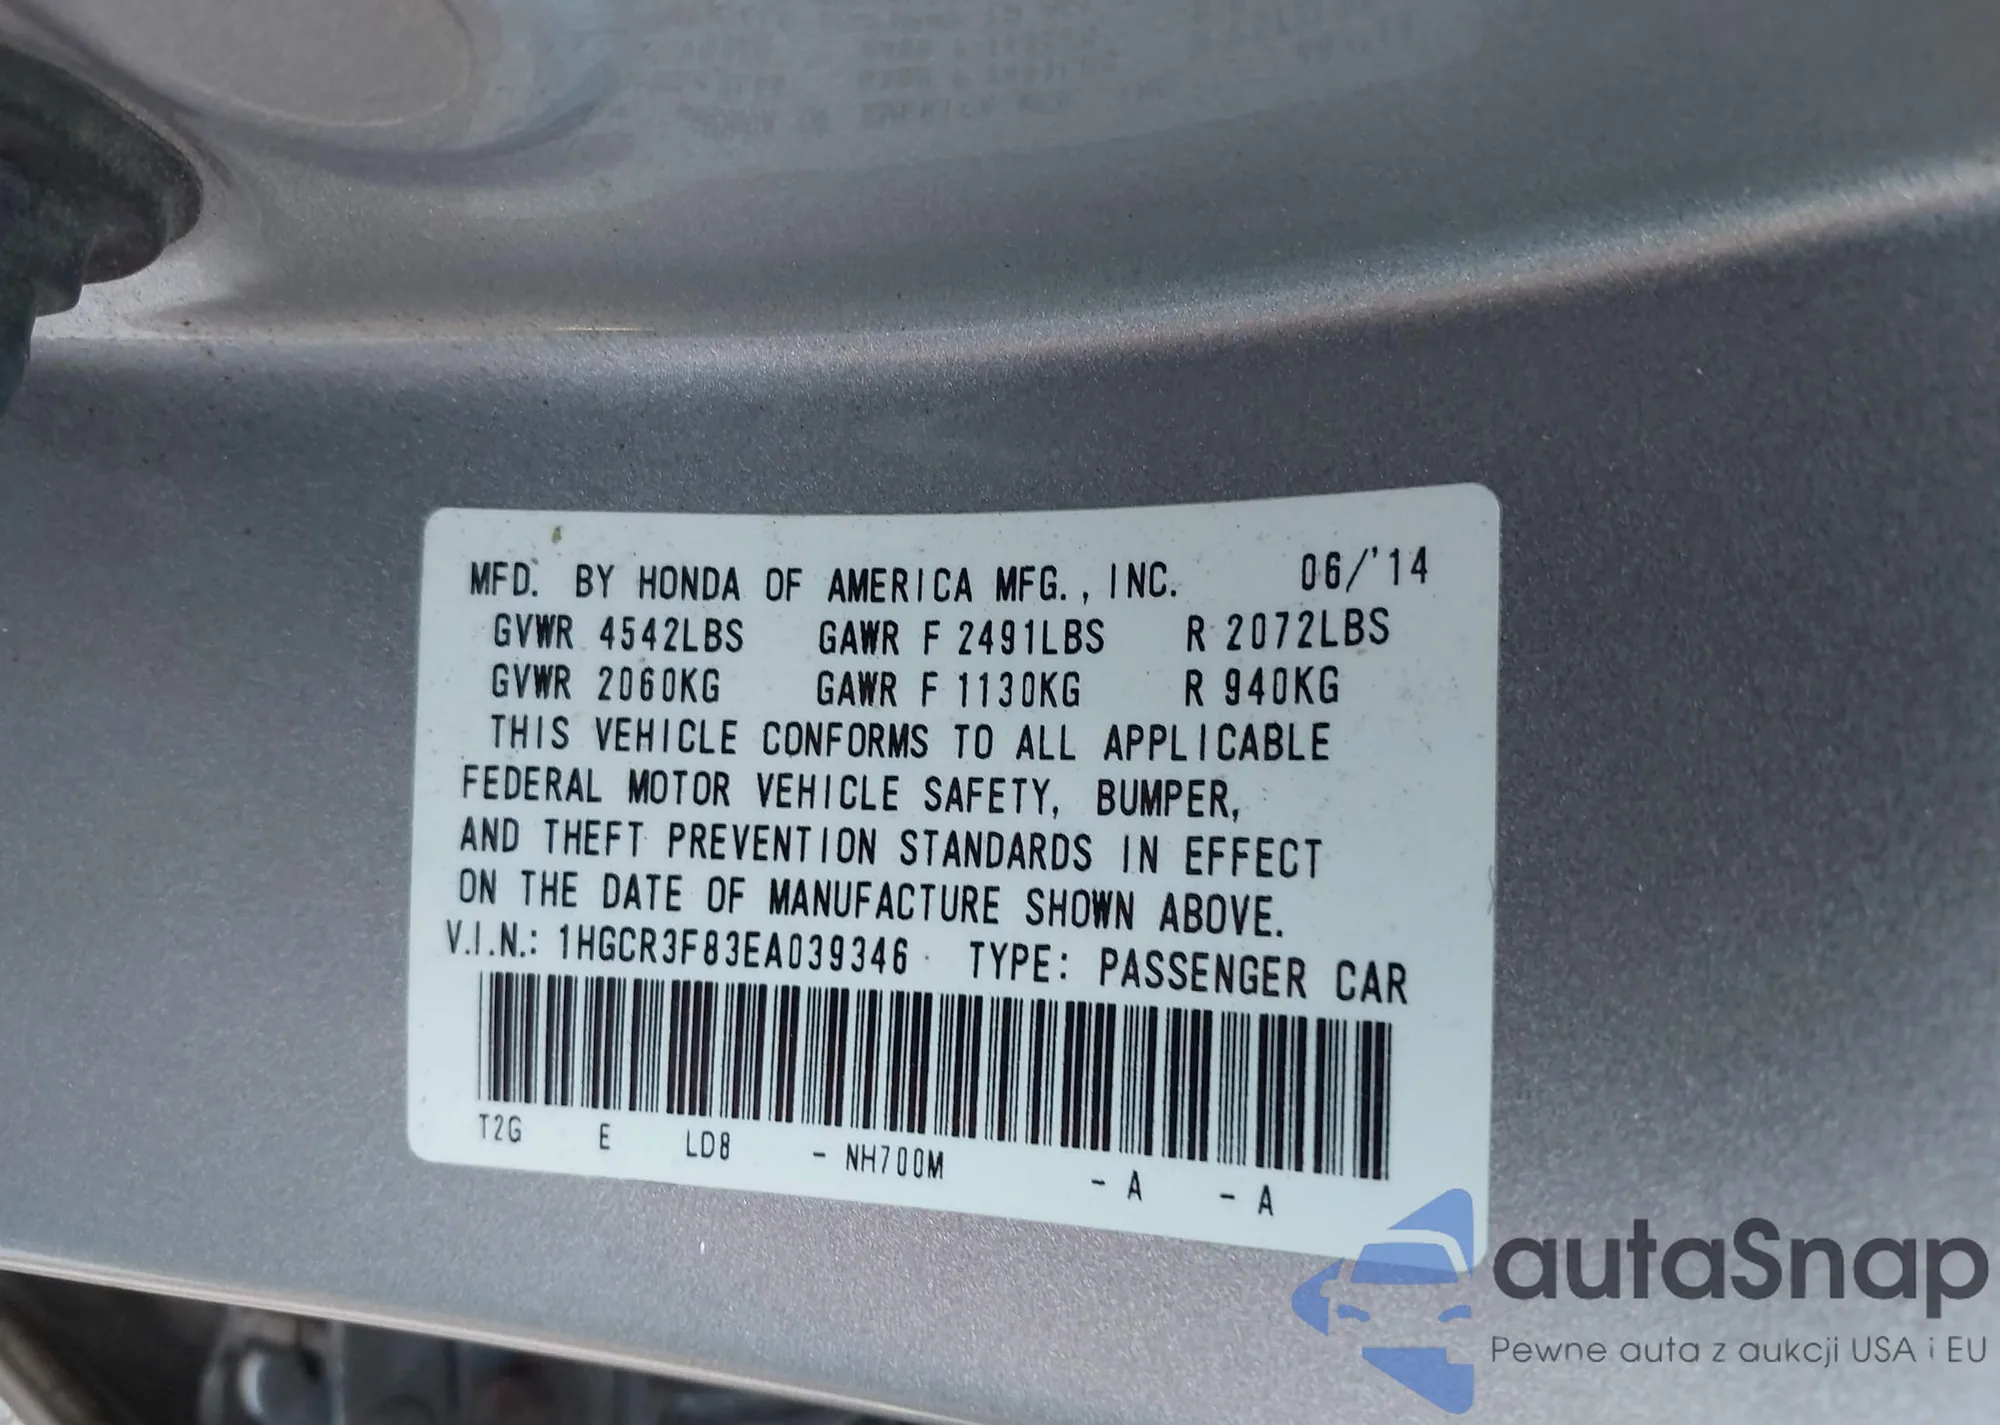 MFD. BY HONDA OF AMERICA MFG., INC. 06/'14
GVWR 4542LBS GAWR F 2491LBS R 2072LBS
GVWR 2060KG GAWR F 1130KG R 940KG
THIS VEHICLE CONFORMS TO ALL APPLICABLE
FEDERAL MOTOR VEHICLE SAFETY, BUMPER,
AND THEFT PREVENTION STANDARDS IN EFFECT
ON THE DATE OF MANUFACTURE SHOWN ABOVE.
V.I.N.: 1HGCR3F83EA039346 TYPE: PASSENGER CAR
T2G E LD8 - NH700M - A - A
autaSnap
Pewne auta z aukcji USA i EU